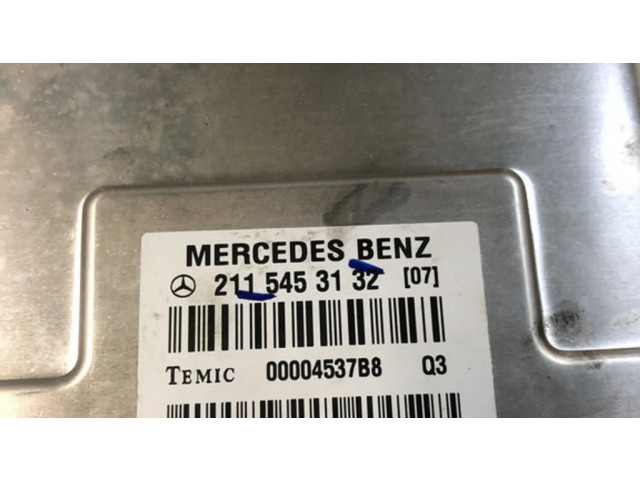 MERCEDES BENZ
211 545 31 32 [07]
TEMIC 00004537B8 Q3